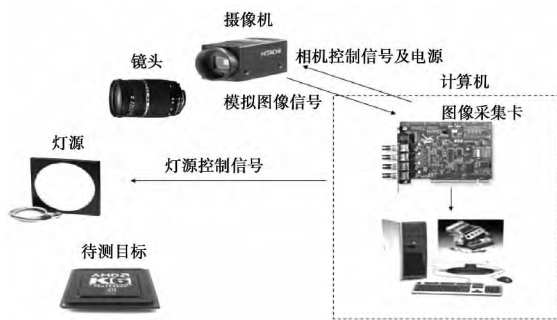 摄像机
HITACHI
镜头
相机控制信号及电源
计算机
模拟图像信号
图像采集卡
灯源
灯源控制信号
待测目标
AMD